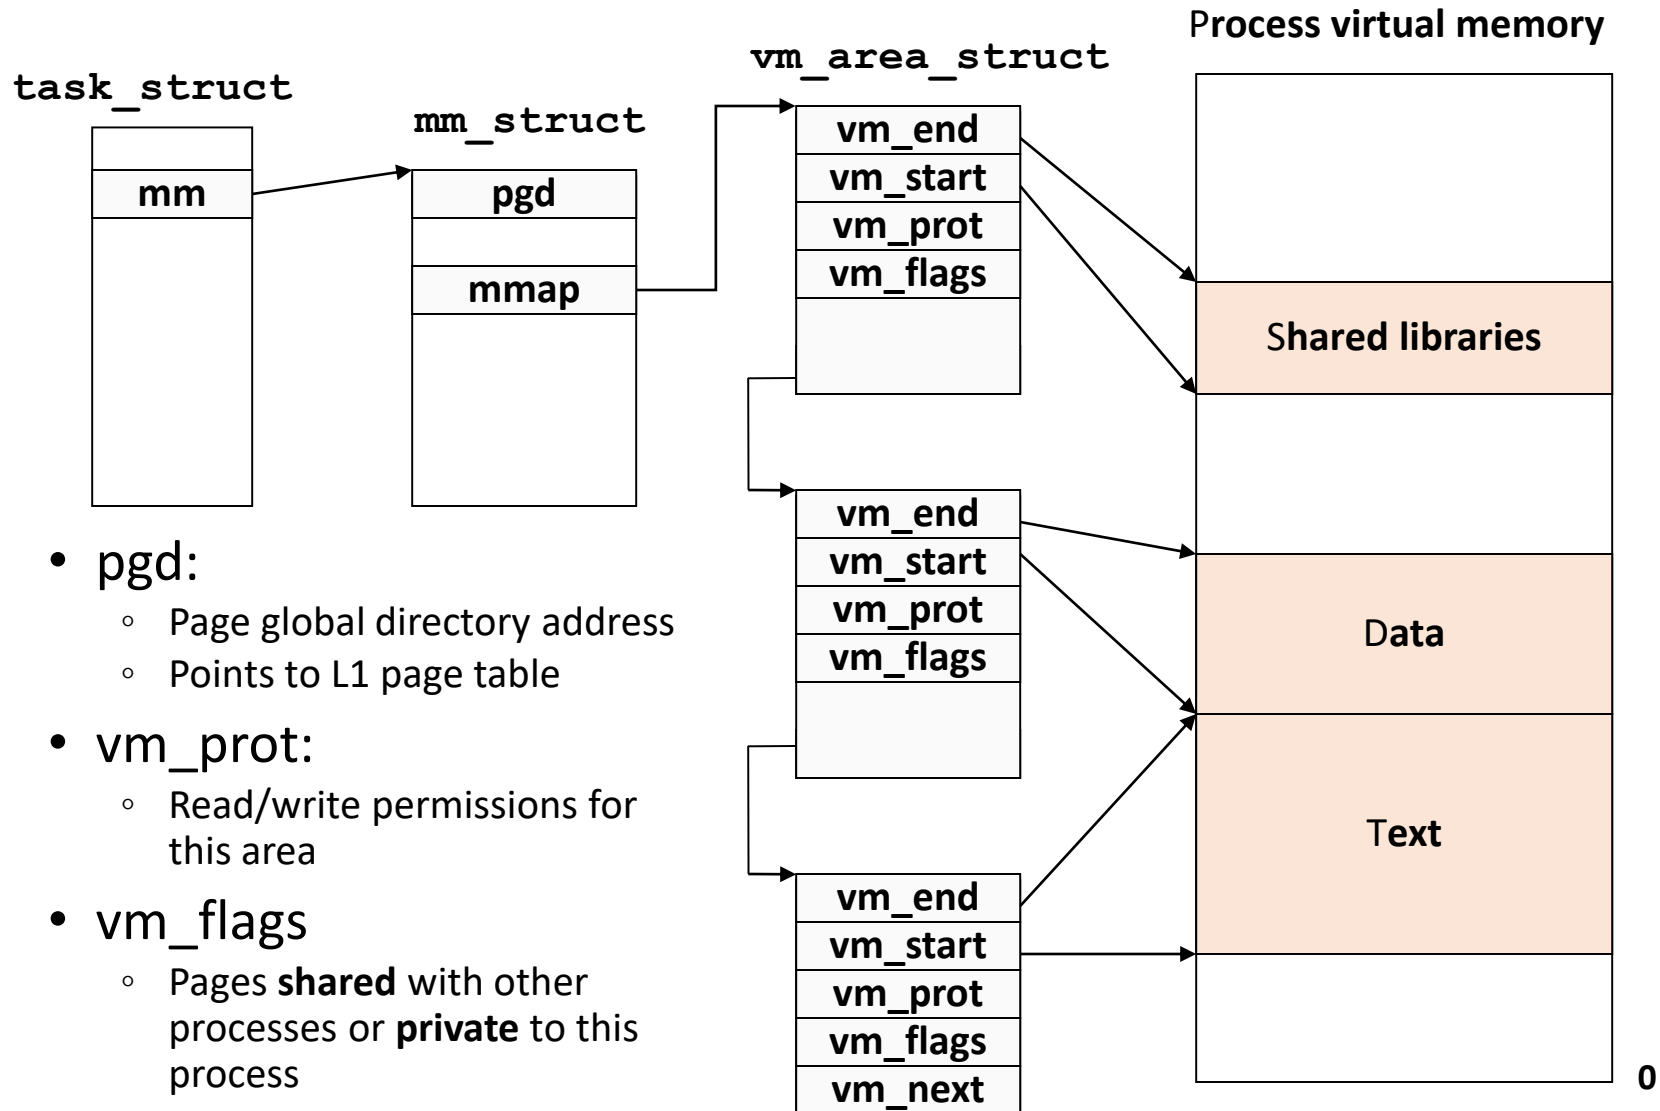 Process virtual memory
task_struct
mm
mm_struct
pgd
mmap
vm_area_struct
vm_end
vm_start
vm_prot
vm_flags
vm_end
vm_start
vm_prot
vm_flags
vm_end
vm_start
vm_prot
vm_flags
vm_next
Shared libraries
Data
Text
0
• pgd:
◦ Page global directory address
◦ Points to L1 page table
• vm_prot:
◦ Read/write permissions for
this area
• vm_flags
◦ Pages shared with other
processes or private to this
process